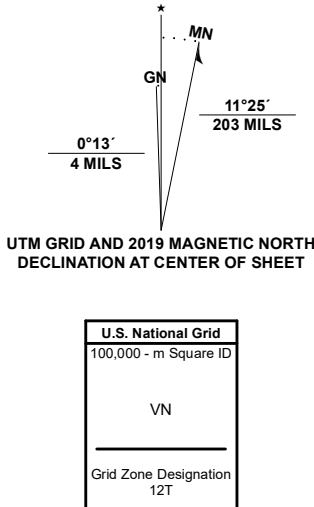 ★
MN
GN
11°25´
203 MILS
0°13´
4 MILS
UTM GRID AND 2019 MAGNETIC NORTH
DECLINATION AT CENTER OF SHEET
U.S. National Grid
100,000 - m Square ID
VN
Grid Zone Designation
12T